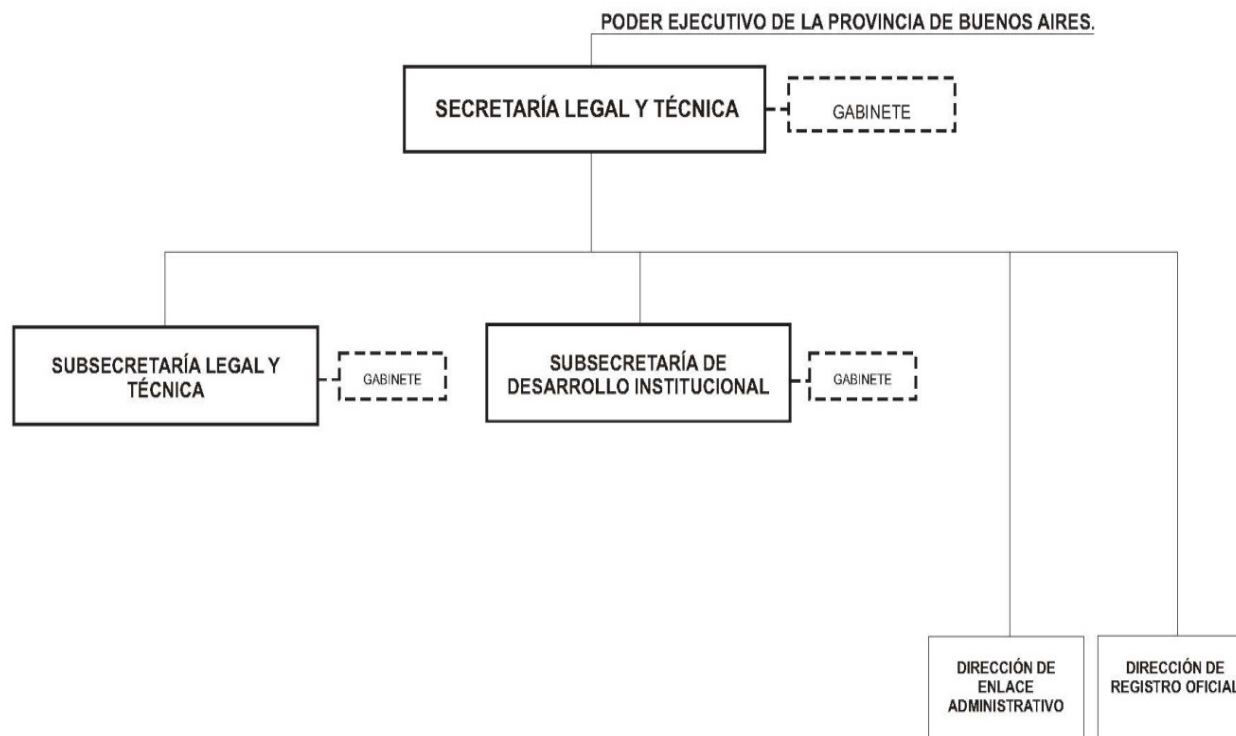 PODER EJECUTIVO DE LA PROVINCIA DE BUENOS AIRES.
SECRETARÍA LEGAL Y TÉCNICA
GABINETE
SUBSECRETARÍA LEGAL Y
TÉCNICA
GABINETE
SUBSECRETARÍA DE
DESARROLLO INSTITUCIONAL
GABINETE
DIRECCIÓN DE
ENLACE
ADMINISTRATIVO
DIRECCIÓN DE
REGISTRO OFICIAL